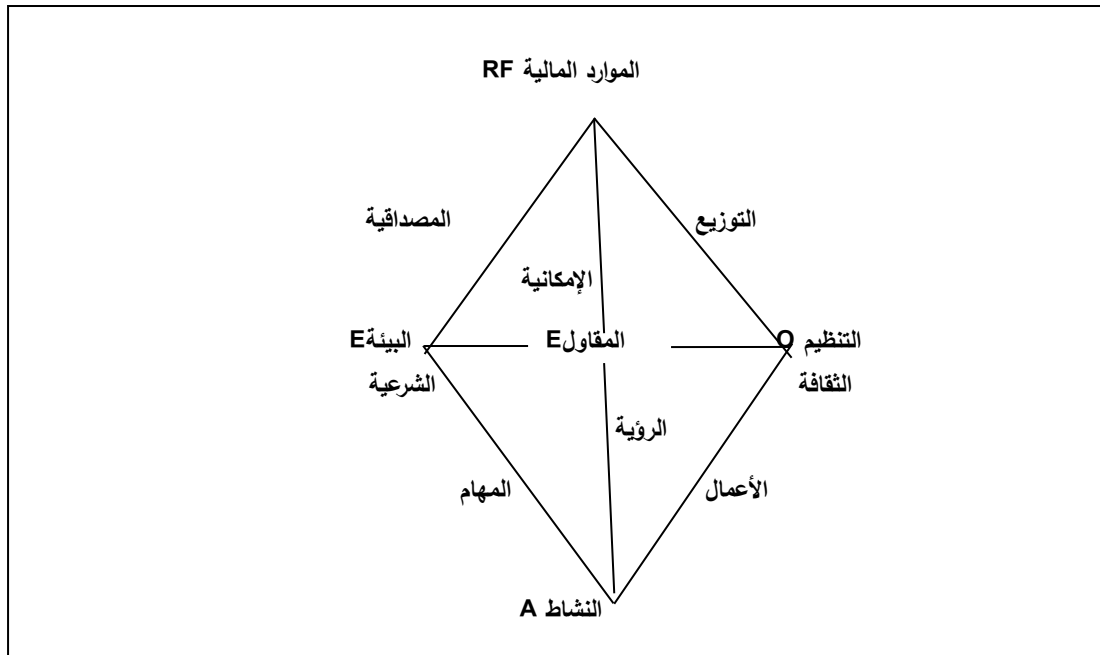 الموارد المالية RF
التوزيع
المصداقية
الإمكانية
التنظيم O
المقاولE
البيئةE
الثقافة
الشرعية
الرؤية
الأعمال
المهام
النشاط A